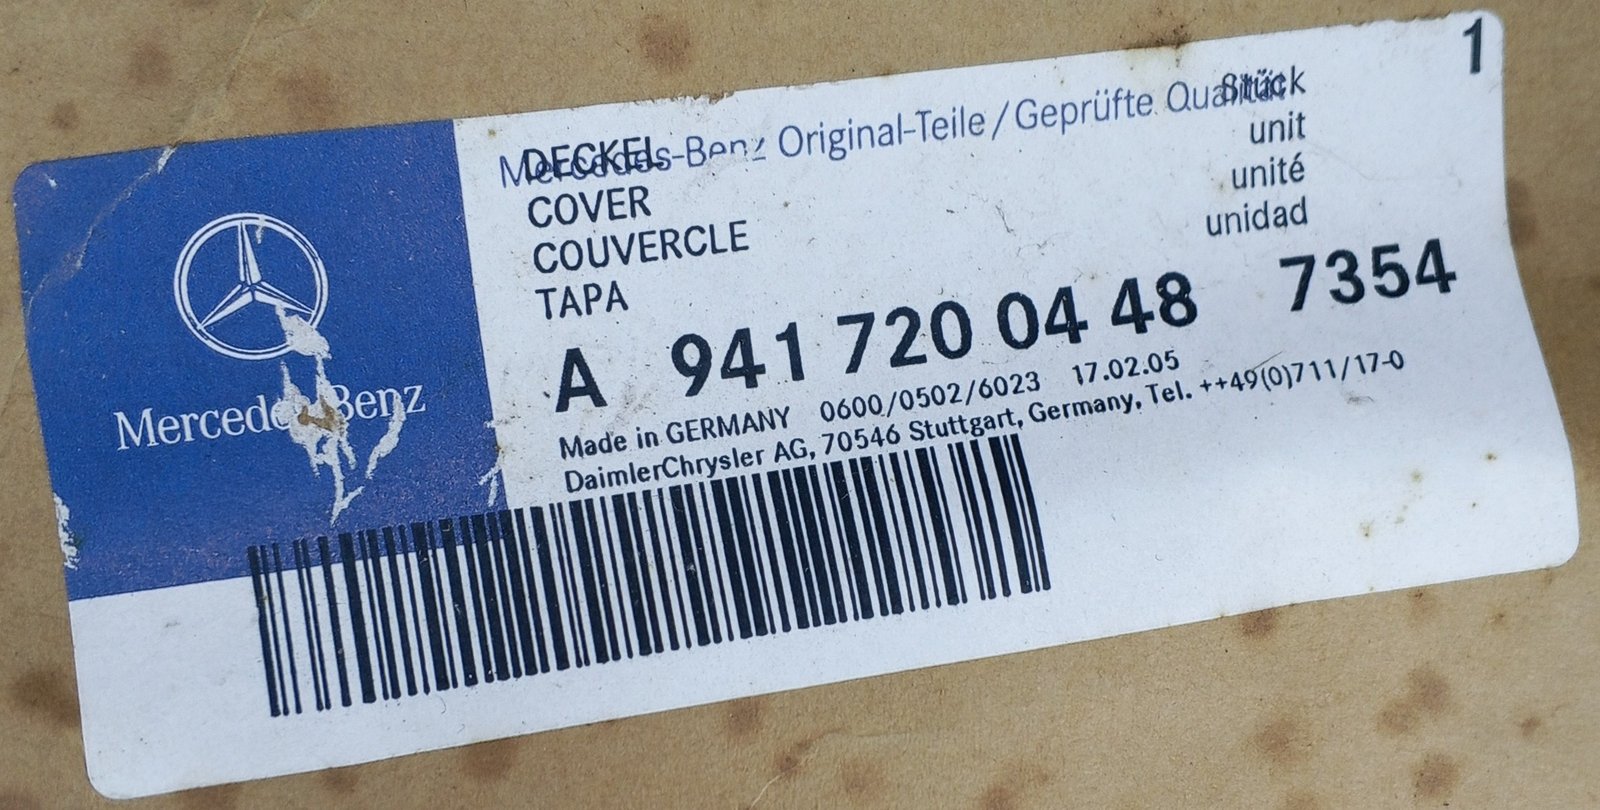 1
Mercedes-Benz Original-Teile / Geprüfte Qualität
DECKEL
COVER
COUVERCLE
TAPA
Stück
unit
unité
unidad
Mercedes-Benz
A 941 720 04 48 7354
Made in GERMANY 0600/0502/6023 17.02.05
DaimlerChrysler AG, 70546 Stuttgart, Germany, Tel. ++49(0)711/17-0